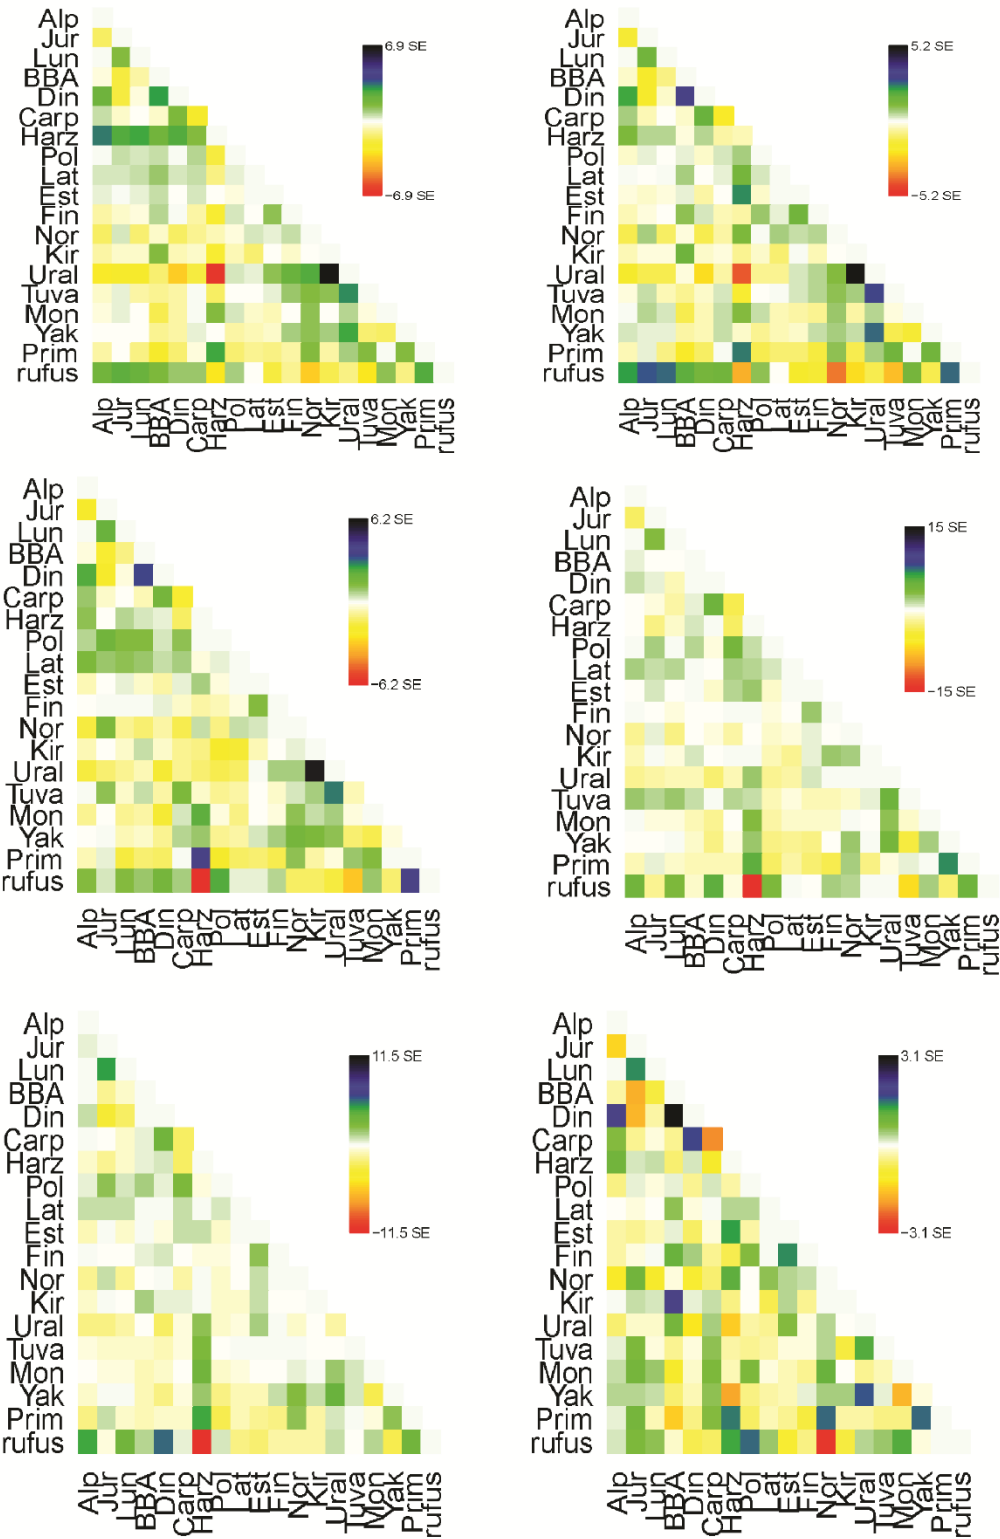 Alp
Jur
Lun
BBA
Din
Carp
Harz
Pol
Lat
Est
Fin
Nor
Kir
Ural
Tuva
Mon
Yak
Prim
rufus
6.9 SE
−6.9 SE
Alp
Jur
Lun
BBA
Din
Carp
Harz
Pol
Lat
Est
Fin
Nor
Kir
Ural
Tuva
Mon
Yak
Prim
rufus
Alp
Jur
Lun
BBA
Din
Carp
Harz
Pol
Lat
Est
Fin
Nor
Kir
Ural
Tuva
Mon
Yak
Prim
rufus
5.2 SE
−5.2 SE
Alp
Jur
Lun
BBA
Din
Carp
Harz
Pol
Lat
Est
Fin
Nor
Kir
Ural
Tuva
Mon
Yak
Prim
rufus
Alp
Jur
Lun
BBA
Din
Carp
Harz
Pol
Lat
Est
Fin
Nor
Kir
Ural
Tuva
Mon
Yak
Prim
rufus
6.2 SE
−6.2 SE
Alp
Jur
Lun
BBA
Din
Carp
Harz
Pol
Lat
Est
Fin
Nor
Kir
Ural
Tuva
Mon
Yak
Prim
rufus
Alp
Jur
Lun
BBA
Din
Carp
Harz
Pol
Lat
Est
Fin
Nor
Kir
Ural
Tuva
Mon
Yak
Prim
rufus
15 SE
−15 SE
Alp
Jur
Lun
BBA
Din
Carp
Harz
Pol
Lat
Est
Fin
Nor
Kir
Ural
Tuva
Mon
Yak
Prim
rufus
Alp
Jur
Lun
BBA
Din
Carp
Harz
Pol
Lat
Est
Fin
Nor
Kir
Ural
Tuva
Mon
Yak
Prim
rufus
11.5 SE
−11.5 SE
Alp
Jur
Lun
BBA
Din
Carp
Harz
Pol
Lat
Est
Fin
Nor
Kir
Ural
Tuva
Mon
Yak
Prim
rufus
Alp
Jur
Lun
BBA
Din
Carp
Harz
Pol
Lat
Est
Fin
Nor
Kir
Ural
Tuva
Mon
Yak
Prim
rufus
3.1 SE
−3.1 SE
Alp
Jur
Lun
BBA
Din
Carp
Harz
Pol
Lat
Est
Fin
Nor
Kir
Ural
Tuva
Mon
Yak
Prim
rufus